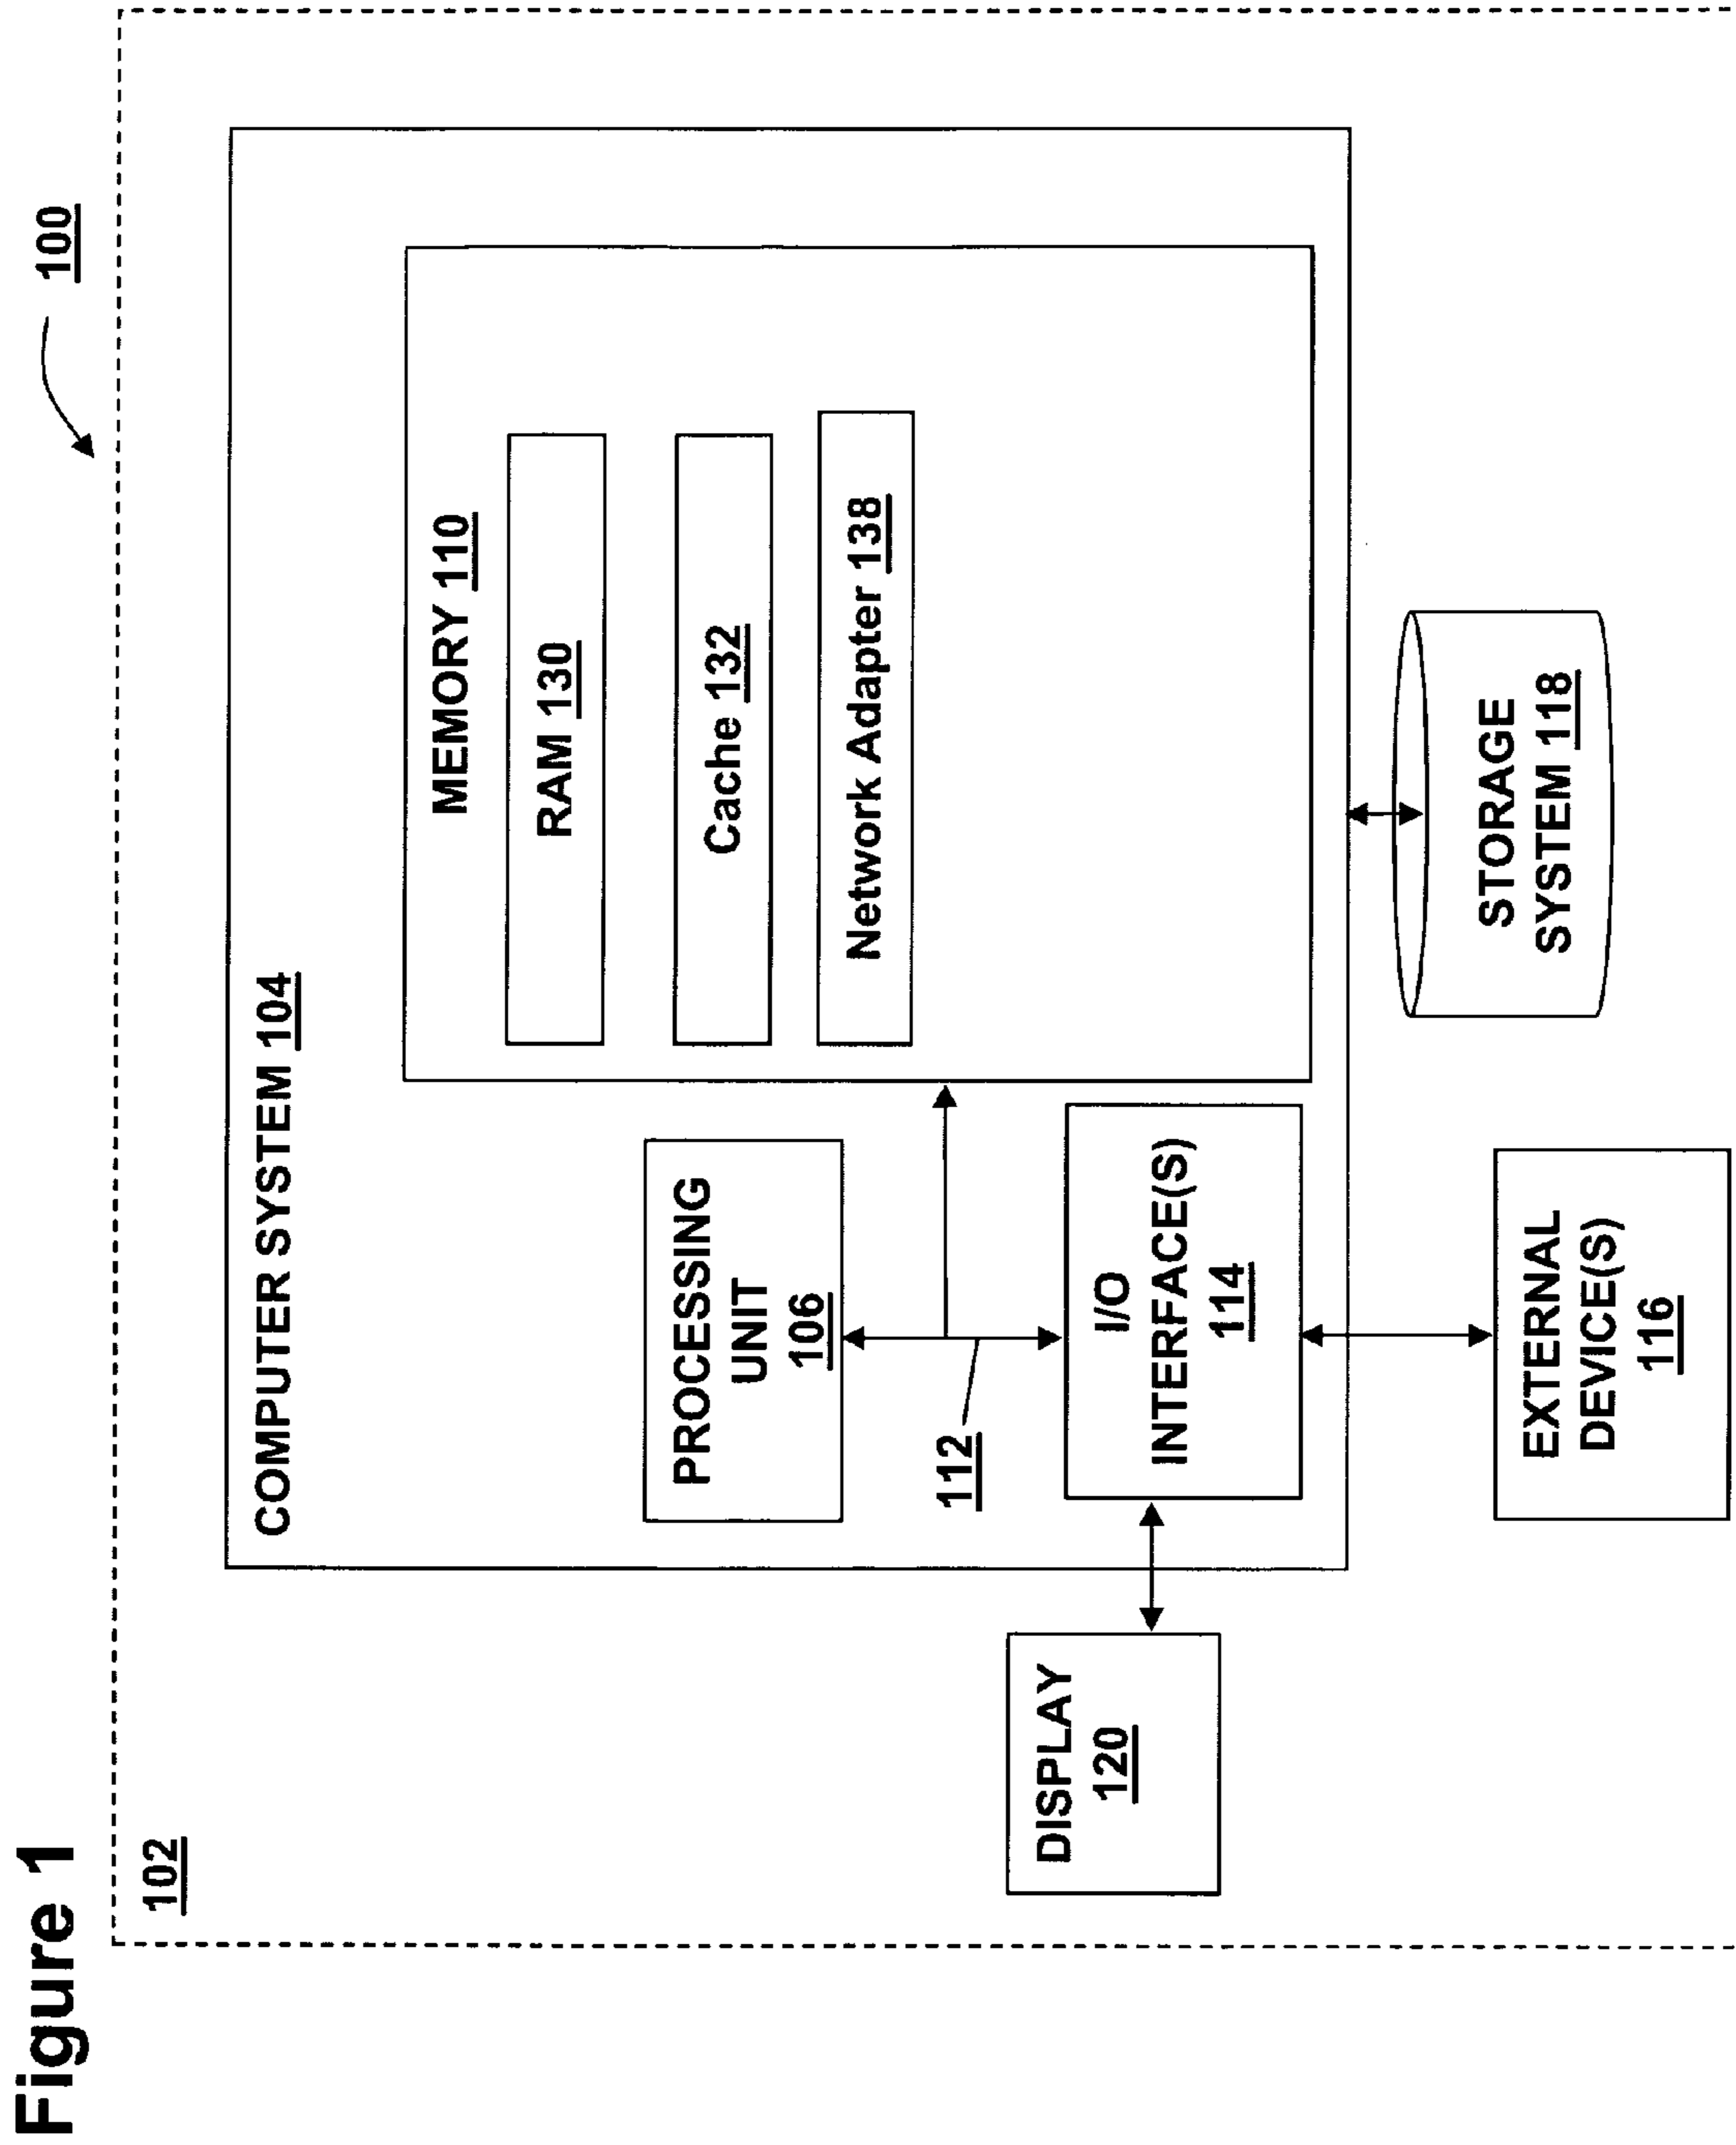 Figure 1
100
102
COMPUTER SYSTEM 104
MEMORY 110
RAM 130
Cache 132
Network Adapter 138
PROCESSING
UNIT
106
112
I/O
INTERFACE(S)
114
DISPLAY
120
EXTERNAL
DEVICE(S)
116
STORAGE
SYSTEM 118